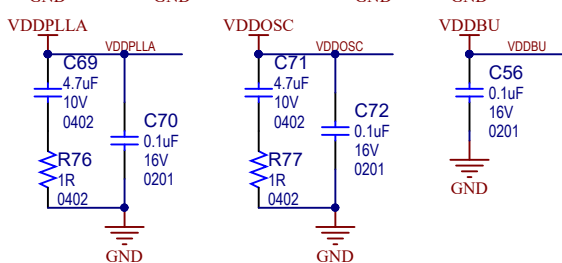 GND
GND
GND
GND
VDDPLLA
VDDPLLA
C69
4.7uF
10V
0402
C70
0.1uF
16V
0201
R76
1R
0402
GND
VDDOSC
VDDOSC
C71
4.7uF
10V
0402
C72
0.1uF
16V
0201
R77
1R
0402
GND
VDDBU
VDDBU
C56
0.1uF
16V
0201
GND